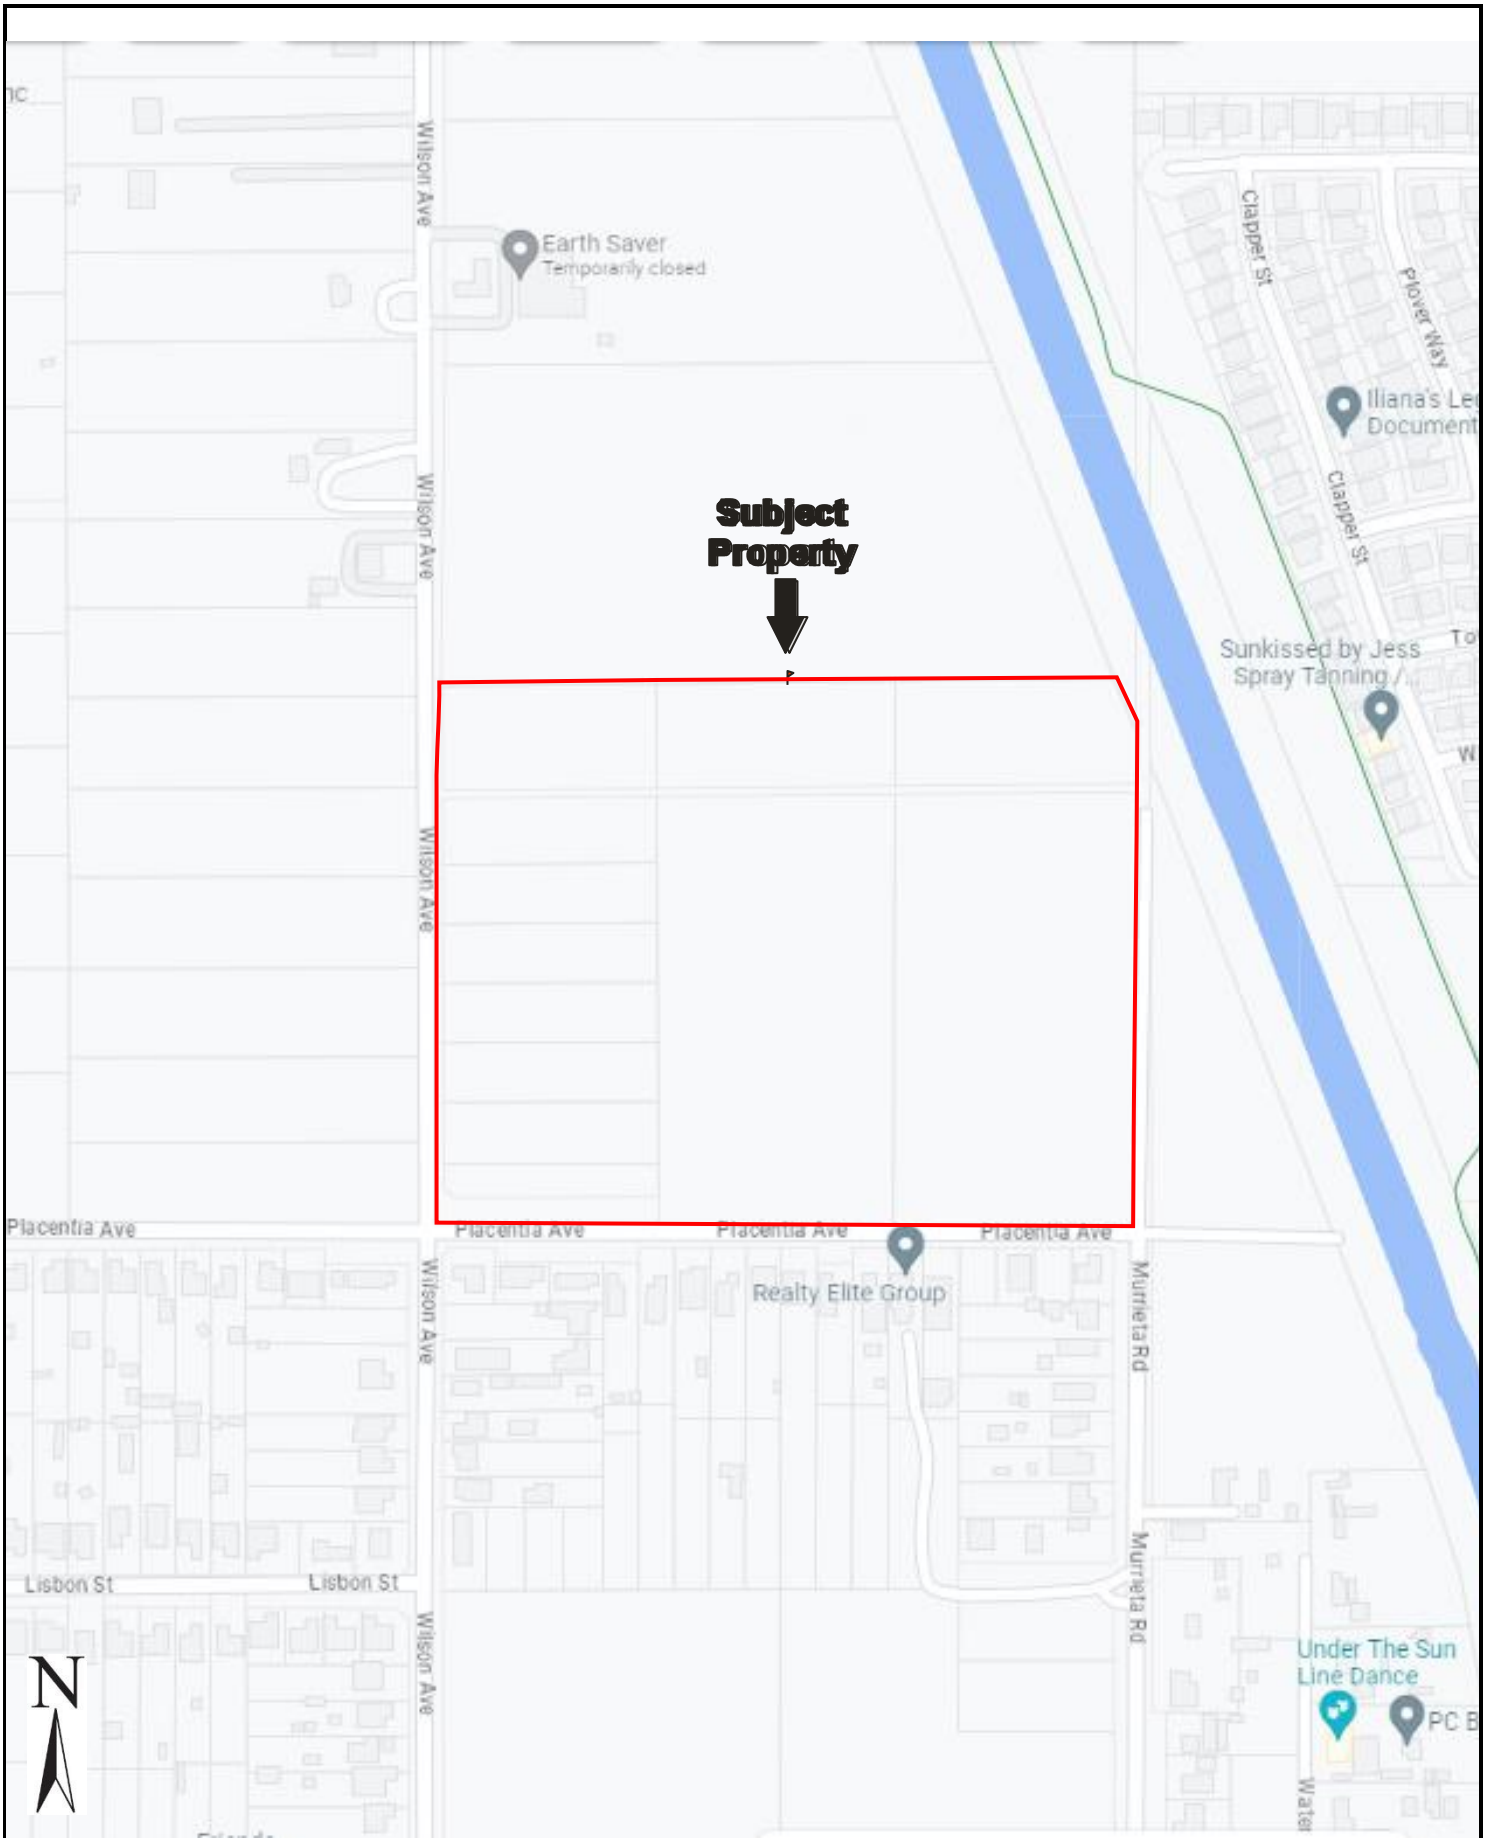 Wilson Ave
Clapper St
Plover Way
Earth Saver
Temporarily closed
Iliana's Le
Document
Wilson Ave
Clapper St
Subject
Property
Sunkissed by Jess
Spray Tanning /...
To
W
Wilson Ave
Placentia Ave
Placentia Ave
Placentia Ave
Placentia Ave
Realty Elite Group
Wilson Ave
Murrieta Rd
Murrieta Rd
Lisbon St
Lisbon St
Wilson Ave
N
Under The Sun
Line Dance
PC B
Water